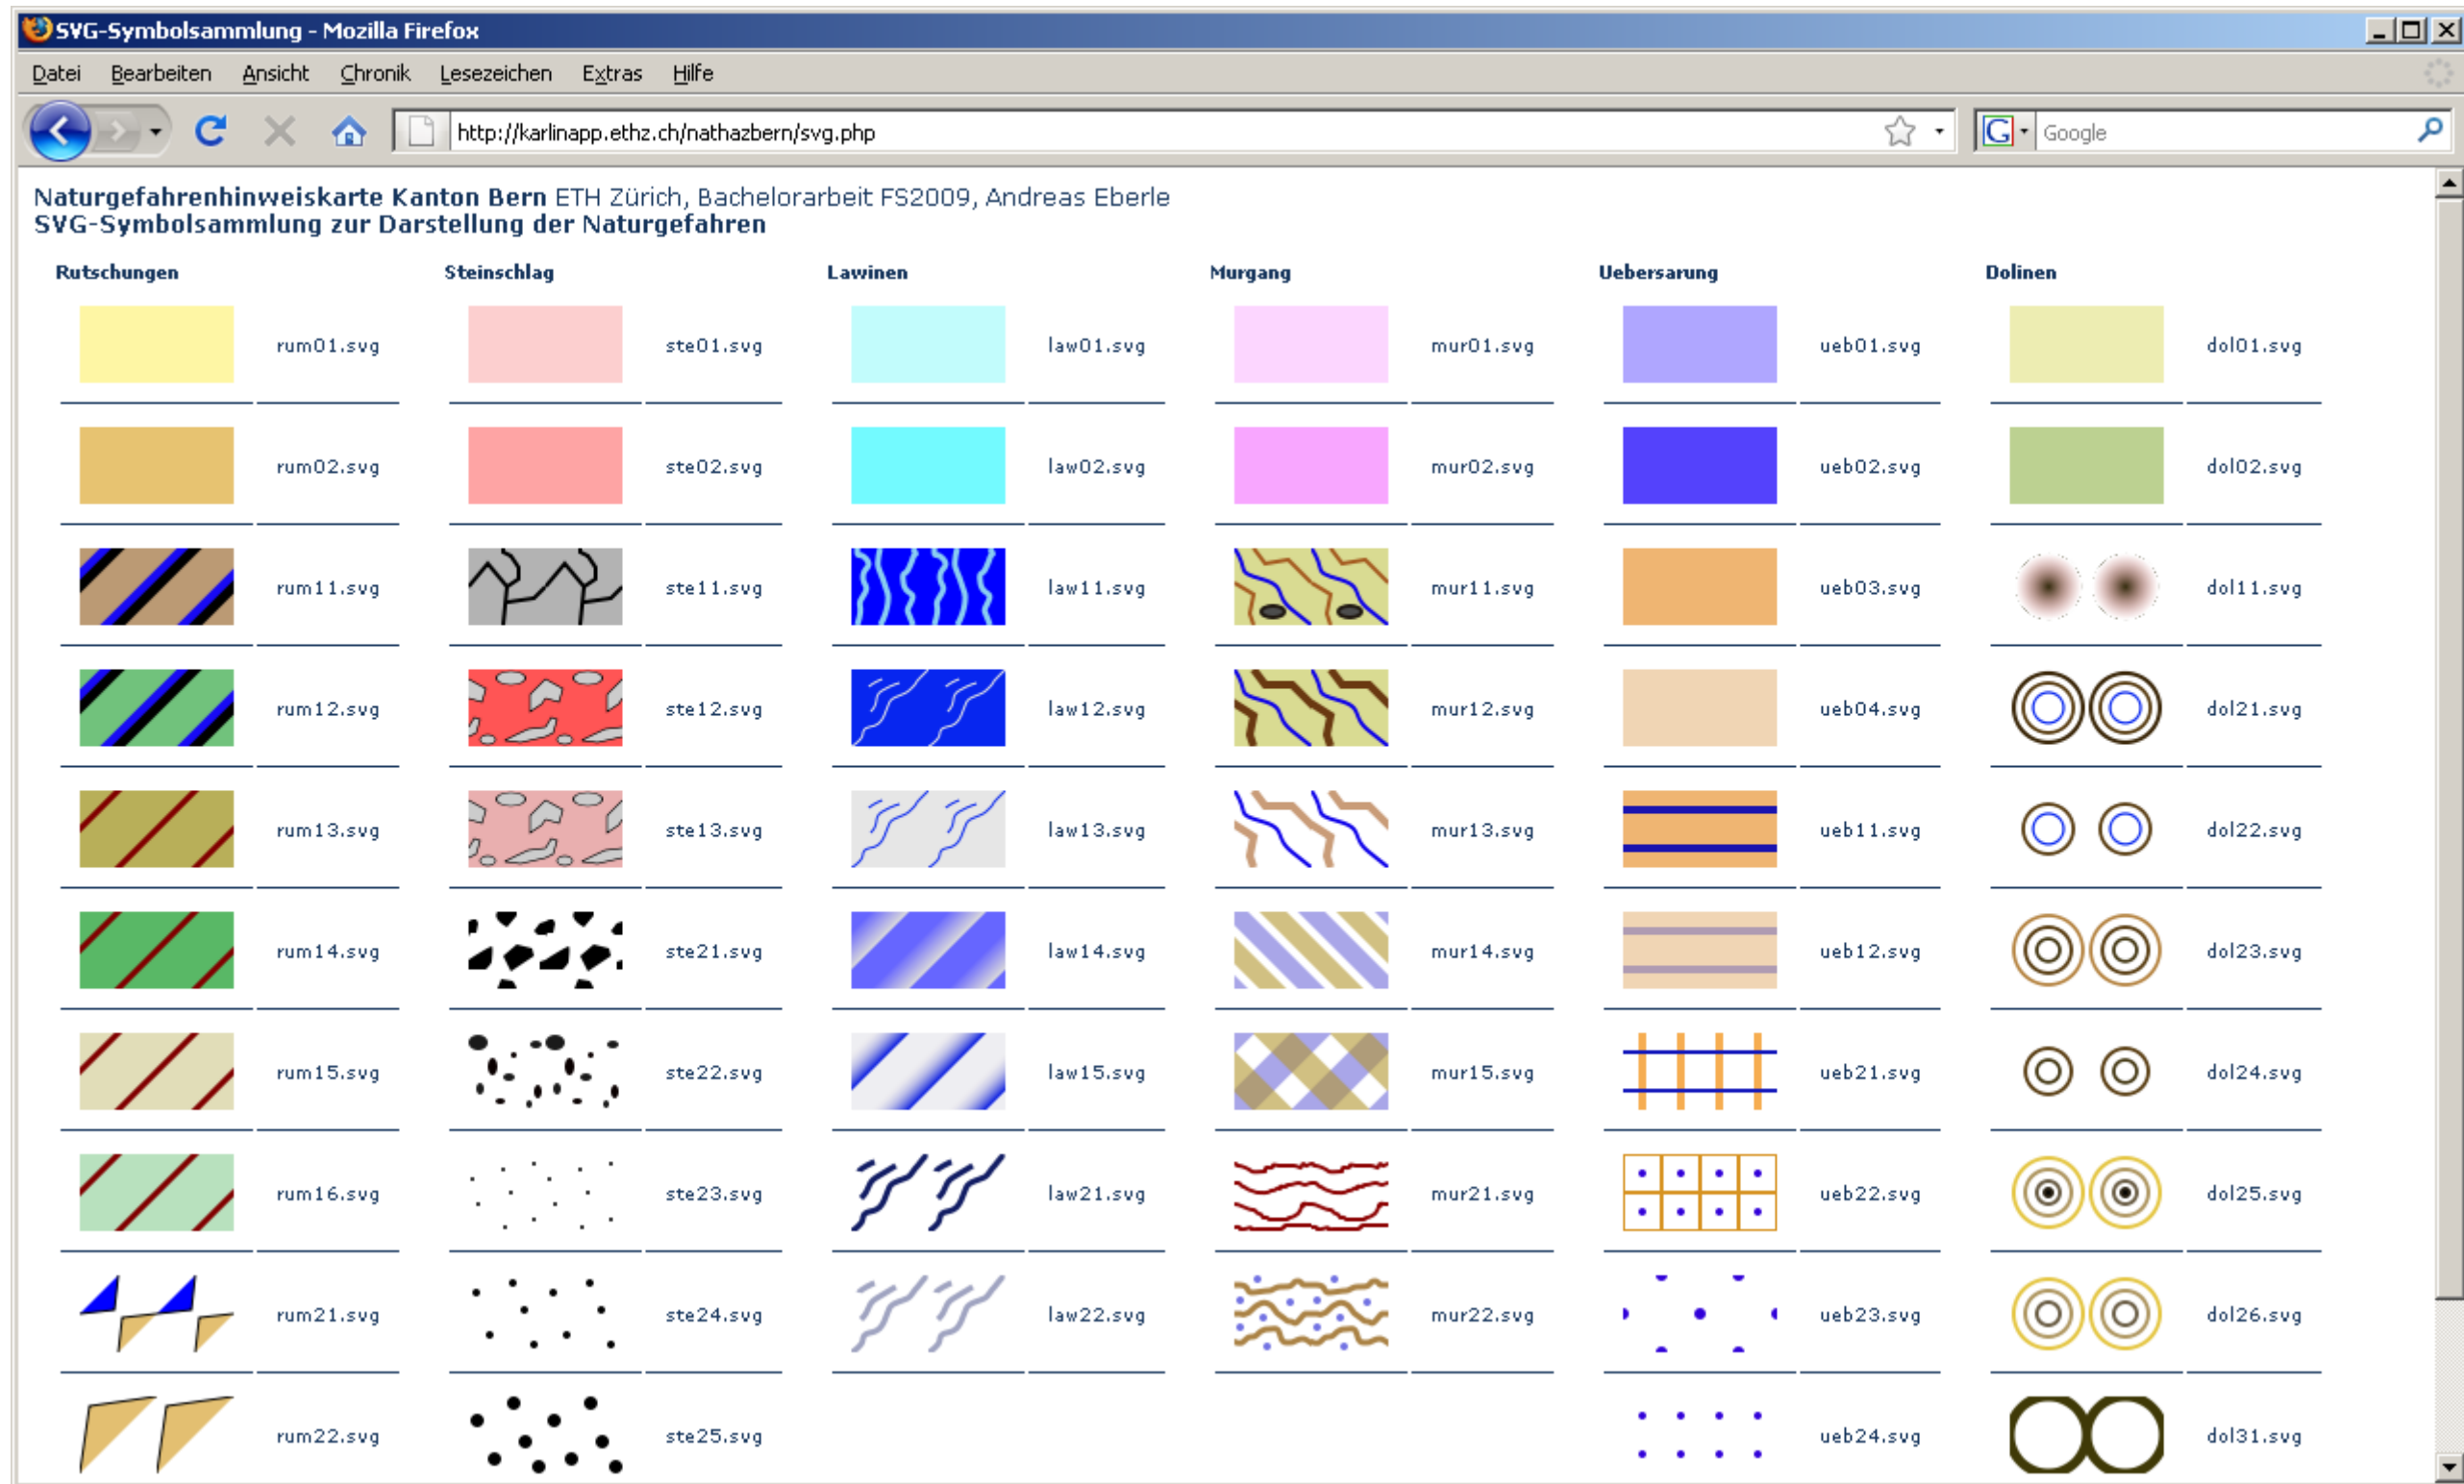 SVG-Symbolsammlung - Mozilla Firefox
Datei Bearbeiten Ansicht Chronik Lesezeichen Extras Hilfe
http://karlinapp.ethz.ch/nathazbern/svg.php G Google
Naturgefahrenhinweiskarte Kanton Bern ETH Zürich, Bachelorarbeit FS2009, Andreas Eberle
SVG-Symbolsammlung zur Darstellung der Naturgefahren
Rutschungen Steinschlag Lawinen Murgang Uebersarung Dolinen
rum01.svg ste01.svg law01.svg mur01.svg ueb01.svg dol01.svg
rum02.svg ste02.svg law02.svg mur02.svg ueb02.svg dol02.svg
rum11.svg ste11.svg law11.svg mur11.svg ueb03.svg dol11.svg
rum12.svg ste12.svg law12.svg mur12.svg ueb04.svg dol21.svg
rum13.svg ste13.svg law13.svg mur13.svg ueb11.svg dol22.svg
rum14.svg ste21.svg law14.svg mur14.svg ueb12.svg dol23.svg
rum15.svg ste22.svg law15.svg mur15.svg ueb21.svg dol24.svg
rum16.svg ste23.svg law21.svg mur21.svg ueb22.svg dol25.svg
rum21.svg ste24.svg law22.svg mur22.svg ueb23.svg dol26.svg
rum22.svg ste25.svg ueb24.svg dol31.svg